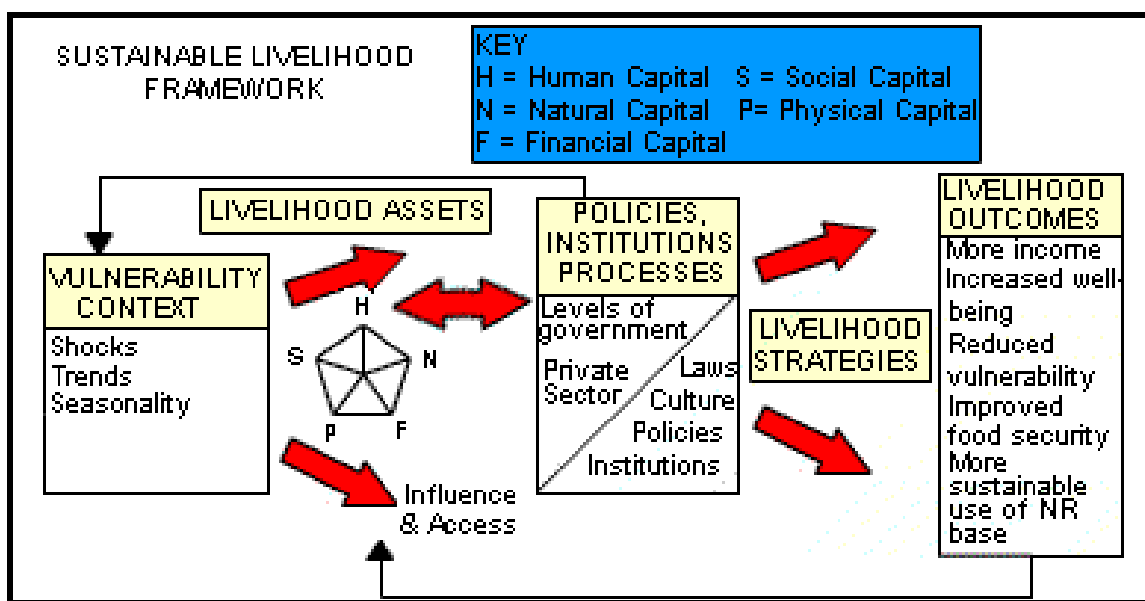 SUSTAINABLE LIVELIHOOD
FRAMEWORK
KEY
H = Human Capital S = Social Capital
N = Natural Capital P= Physical Capital
F = Financial Capital
LIVELIHOOD ASSETS
VULNERABILITY
CONTEXT
Shocks
Trends
Seasonality
H
S
N
P
F
Influence
& Access
POLICIES,
INSTITUTIONS
PROCESSES
Levels of
government
Private
Sector
Laws
Culture
Policies
Institutions
LIVELIHOOD
STRATEGIES
LIVELIHOOD
OUTCOMES
More income
Increased well-
being
Reduced
vulnerability
Improved
food security
More
sustainable
use of NR
base